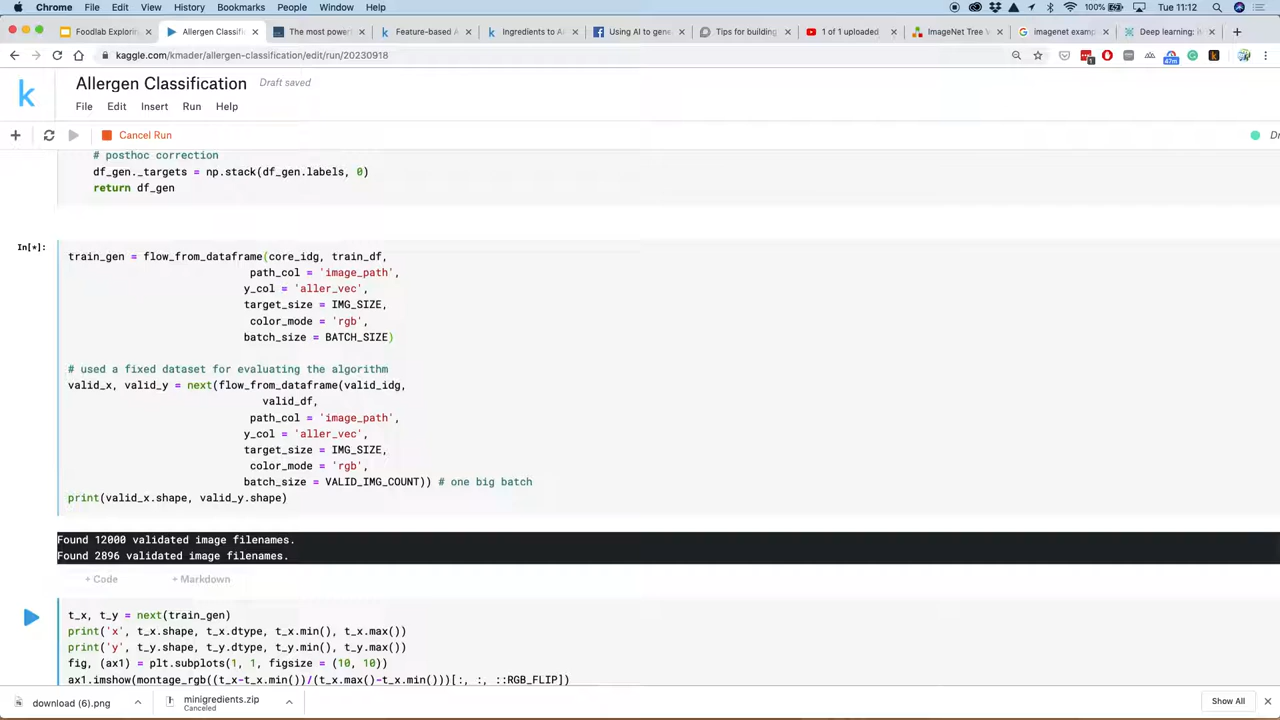 Chrome File Edit View History Bookmarks People Window Help 100% Tue 11:12
Foodlab Explorin × Allergen Classifi × The most powerf × Feature-based A × Ingredients to Al × Using AI to gene × Tips for building × 1 of 1 uploaded × ImageNet Tree V × imagenet examp × Deep learning: i × +
kaggle.com/kmader/allergen-classification/edit/run/20230918
k
Allergen Classification Draft saved
File Edit Insert Run Help
+ Cancel Run
# posthoc correction
df_gen._targets = np.stack(df_gen.labels, 0)
return df_gen
In[*]:
train_gen = flow_from_dataframe(core_idg, train_df,
path_col = 'image_path',
y_col = 'aller_vec',
target_size = IMG_SIZE,
color_mode = 'rgb',
batch_size = BATCH_SIZE)
# used a fixed dataset for evaluating the algorithm
valid_x, valid_y = next(flow_from_dataframe(valid_idg,
valid_df,
path_col = 'image_path',
y_col = 'aller_vec',
target_size = IMG_SIZE,
color_mode = 'rgb',
batch_size = VALID_IMG_COUNT)) # one big batch
print(valid_x.shape, valid_y.shape)
Found 12000 validated image filenames.
Found 2896 validated image filenames.
+ Code + Markdown
t_x, t_y = next(train_gen)
print('x', t_x.shape, t_x.dtype, t_x.min(), t_x.max())
print('y', t_y.shape, t_y.dtype, t_y.min(), t_y.max())
fig, (ax1) = plt.subplots(1, 1, figsize = (10, 10))
ax1.imshow(montage_rgb((t_x-t_x.min())/(t_x.max()-t_x.min()))[:, :, ::RGB_FLIP])
download (6).png
minigredients.zip
Canceled
Show All